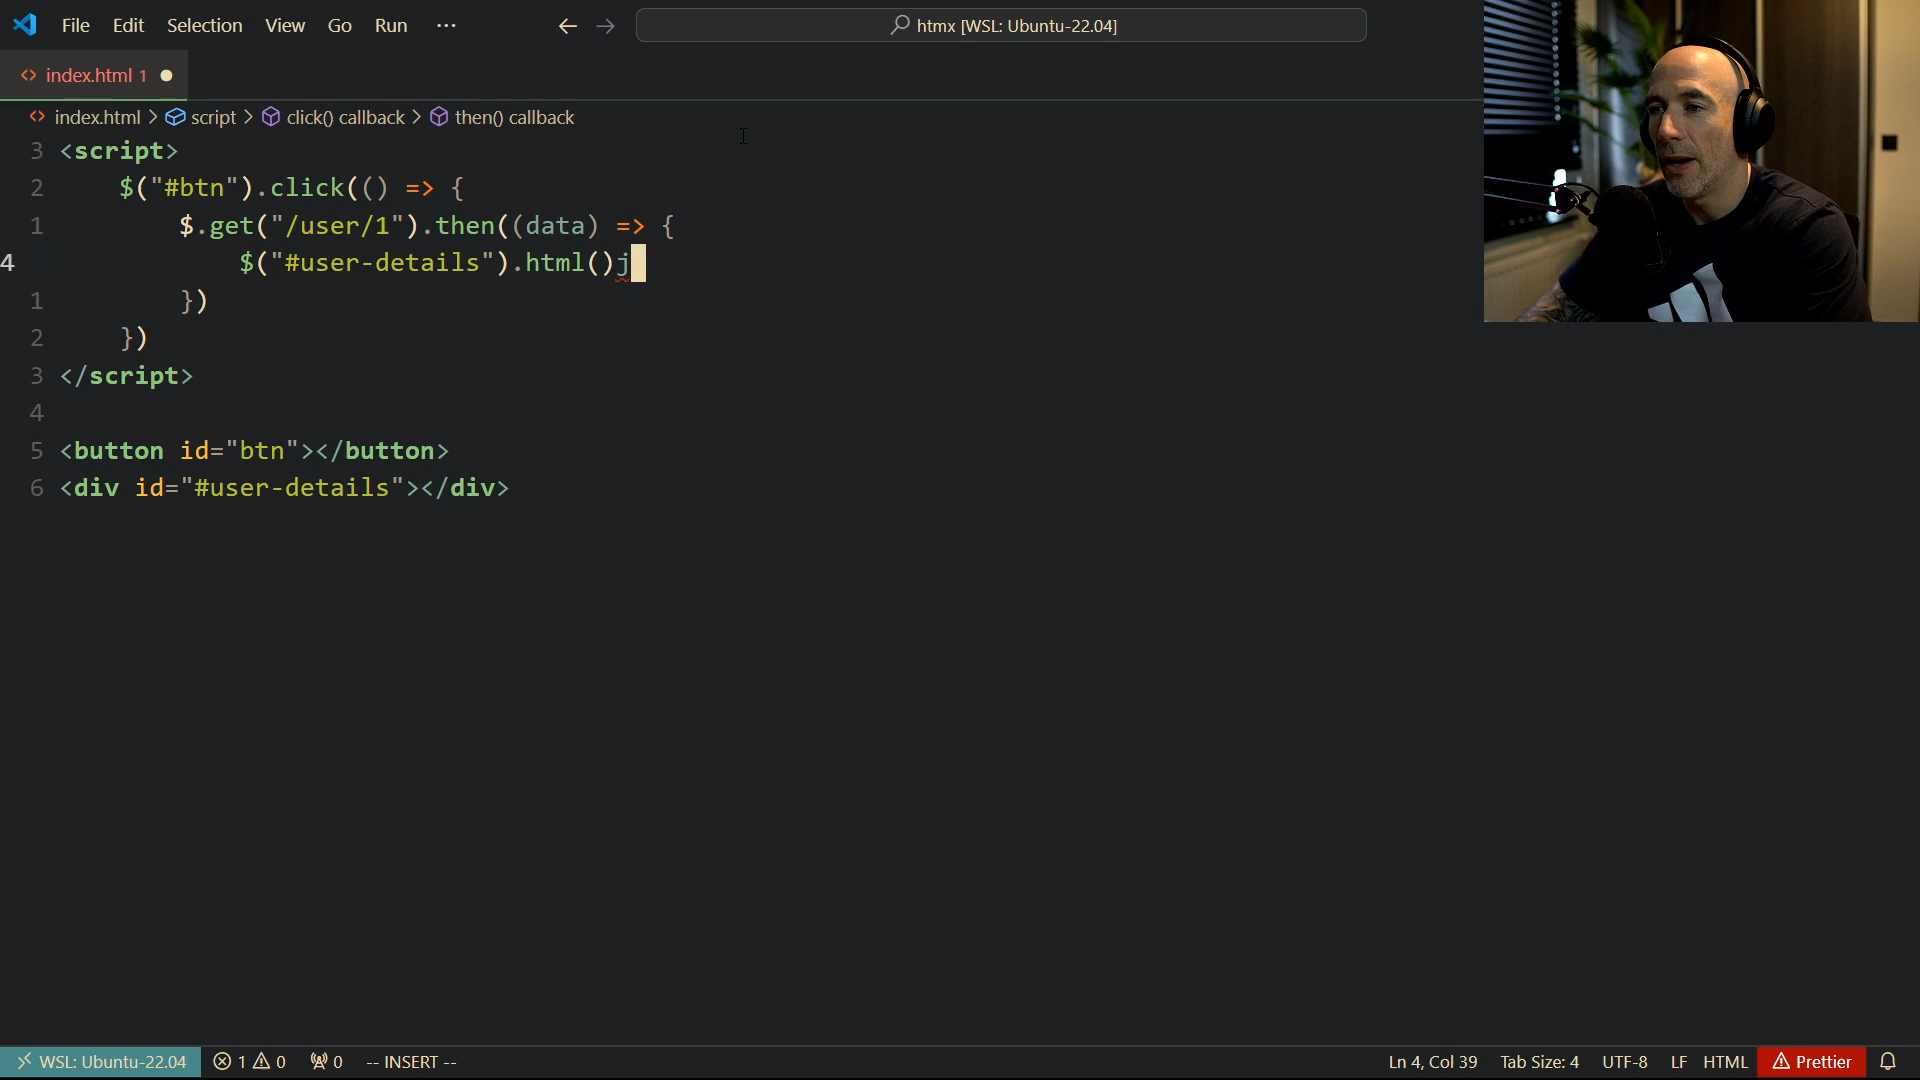 File Edit Selection View Go Run ···
htmx [WSL: Ubuntu-22.04]
index.html 1
index.html > script > click() callback > then() callback
3 <script>
2 $("#btn").click(() => {
1 $.get("/user/1").then((data) => {
4 $("#user-details").html()j
1 })
2 })
3 </script>
4
5 <button id="btn"></button>
6 <div id="#user-details"></div>
WSL: Ubuntu-22.04 1 0 0 -- INSERT -- Ln 4, Col 39 Tab Size: 4 UTF-8 LF HTML Prettier